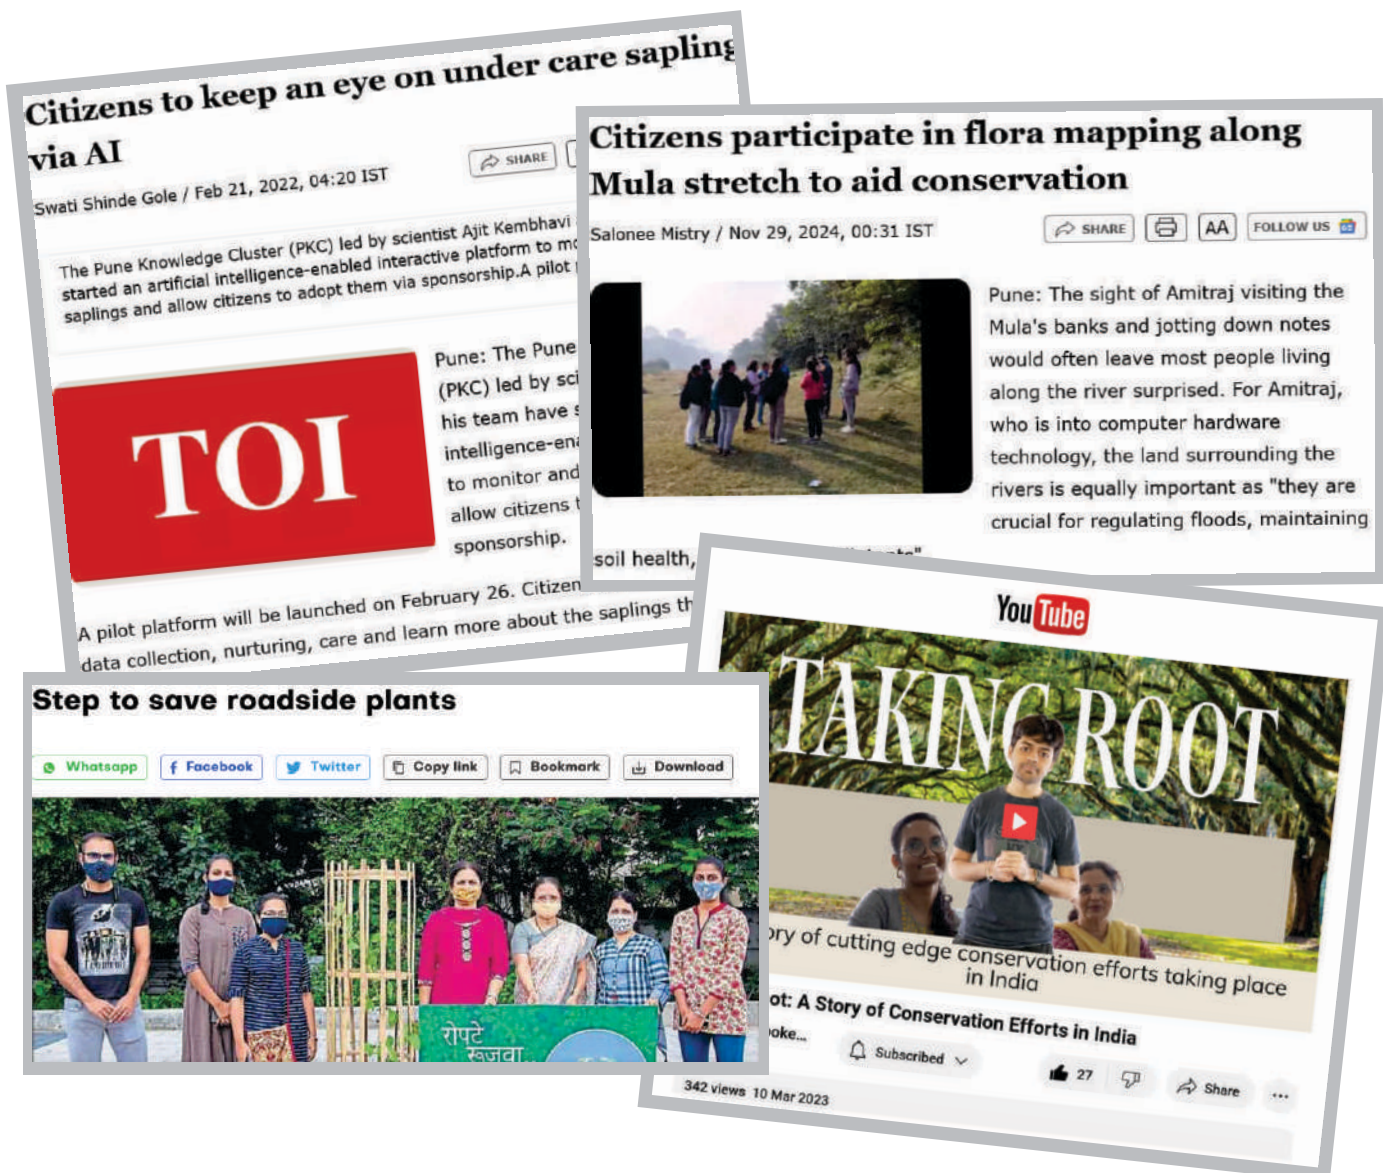 Citizens to keep an eye on under care sapling
via AI
Swati Shinde Gole / Feb 21, 2022, 04:20 IST
SHARE
The Pune Knowledge Cluster (PKC) led by scientist Ajit Kembhavi
started an artificial intelligence-enabled interactive platform to mo
saplings and allow citizens to adopt them via sponsorship.A pilot
TOI
Pune: The Pune
(PKC) led by sci
his team have s
intelligence-ena
to monitor and
allow citizens t
sponsorship.
A pilot platform will be launched on February 26. Citizen
data collection, nurturing, care and learn more about the saplings th
Citizens participate in flora mapping along
Mula stretch to aid conservation
Salonee Mistry / Nov 29, 2024, 00:31 IST
SHARE
AA
FOLLOW US
Pune: The sight of Amitraj visiting the
Mula's banks and jotting down notes
would often leave most people living
along the river surprised. For Amitraj,
who is into computer hardware
technology, the land surrounding the
rivers is equally important as "they are
crucial for regulating floods, maintaining
soil health,
Step to save roadside plants
Whatsapp
Facebook
Twitter
Copy link
Bookmark
Download
रोपटे
रूजवा
YouTube
TAKING ROOT
ory of cutting edge conservation efforts taking place
in India
ot: A Story of Conservation Efforts in India
oke...
Subscribed
27
Share
342 views 10 Mar 2023